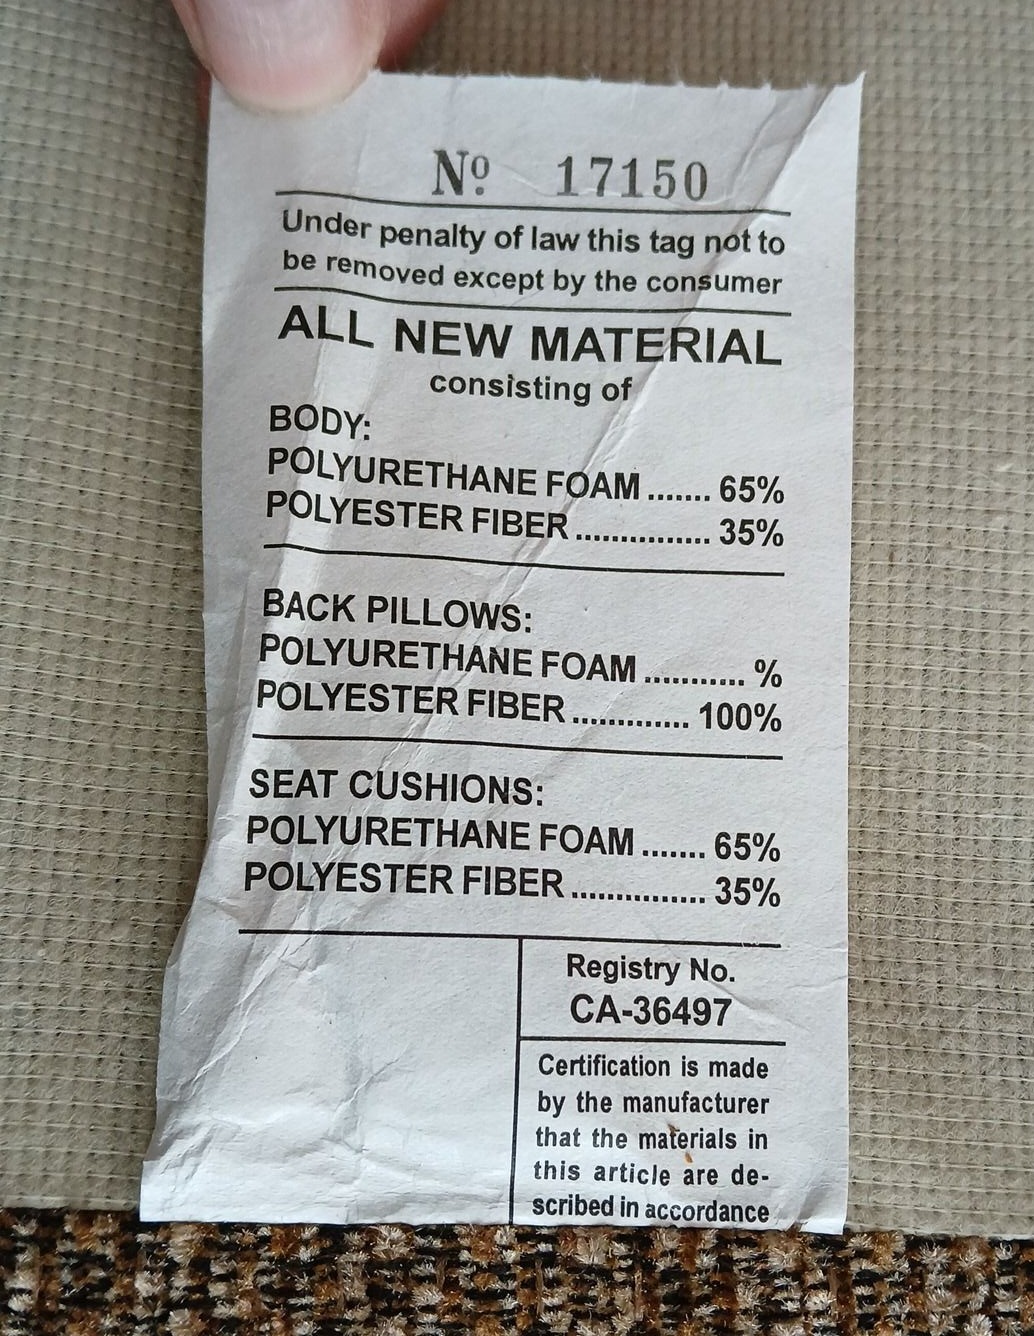 Nº 17150
Under penalty of law this tag not to
be removed except by the consumer
ALL NEW MATERIAL
consisting of
BODY:
POLYURETHANE FOAM ....... 65%
POLYESTER FIBER ............... 35%
BACK PILLOWS:
POLYURETHANE FOAM ........... %
POLYESTER FIBER ............. 100%
SEAT CUSHIONS:
POLYURETHANE FOAM ....... 65%
POLYESTER FIBER ............... 35%
Registry No.
CA-36497
Certification is made
by the manufacturer
that the materials in
this article are de-
scribed in accordance